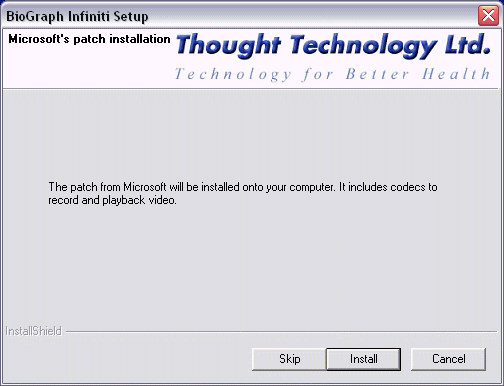 BioGraph Infiniti Setup
Microsoft's patch installation
Thought Technology Ltd.
Technology for Better Health
The patch from Microsoft will be installed onto your computer. It includes codecs to
record and playback video.
InstallShield
Skip
Install
Cancel